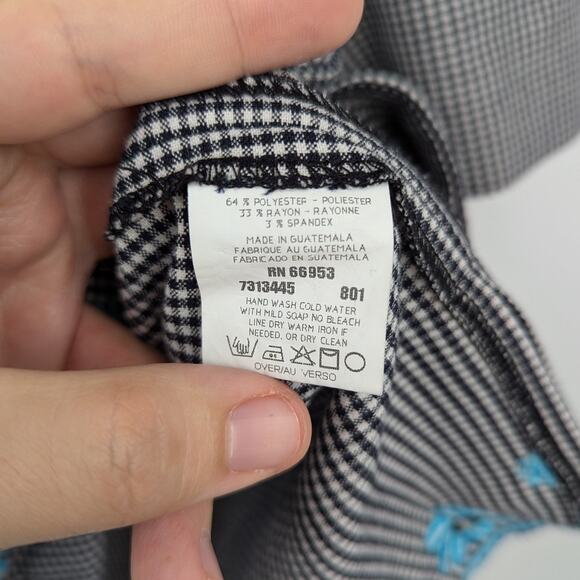 64 % POLYESTER - POLIESTER
33 % RAYON - RAYONNE
3 % SPANDEX
MADE IN GUATEMALA
FABRIQUE AU GUATEMALA
FABRICADO EN GUATEMALA
RN 66953
7313445 801
HAND WASH COLD WATER
WITH MILD SOAP NO BLEACH
LINE DRY WARM IRON IF
NEEDED, OR DRY CLEAN
OVER/AU VERSO